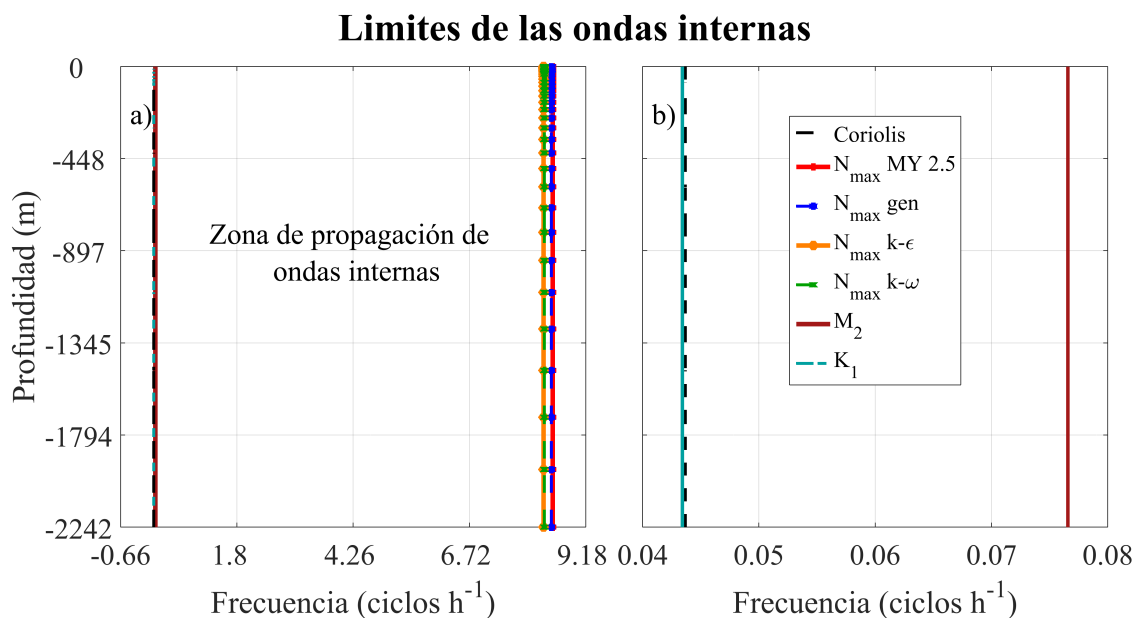 Limites de las ondas internas
a)
Zona de propagación de
ondas internas
Profundidad (m)
0
-448
-897
-1345
-1794
-2242
-0.66 1.8 4.26 6.72 9.18
Frecuencia (ciclos h-1)
b)
Coriolis
Nmax MY 2.5
Nmax gen
Nmax k-ϵ
Nmax k-ω
M2
K1
0.04 0.05 0.06 0.07 0.08
Frecuencia (ciclos h-1)